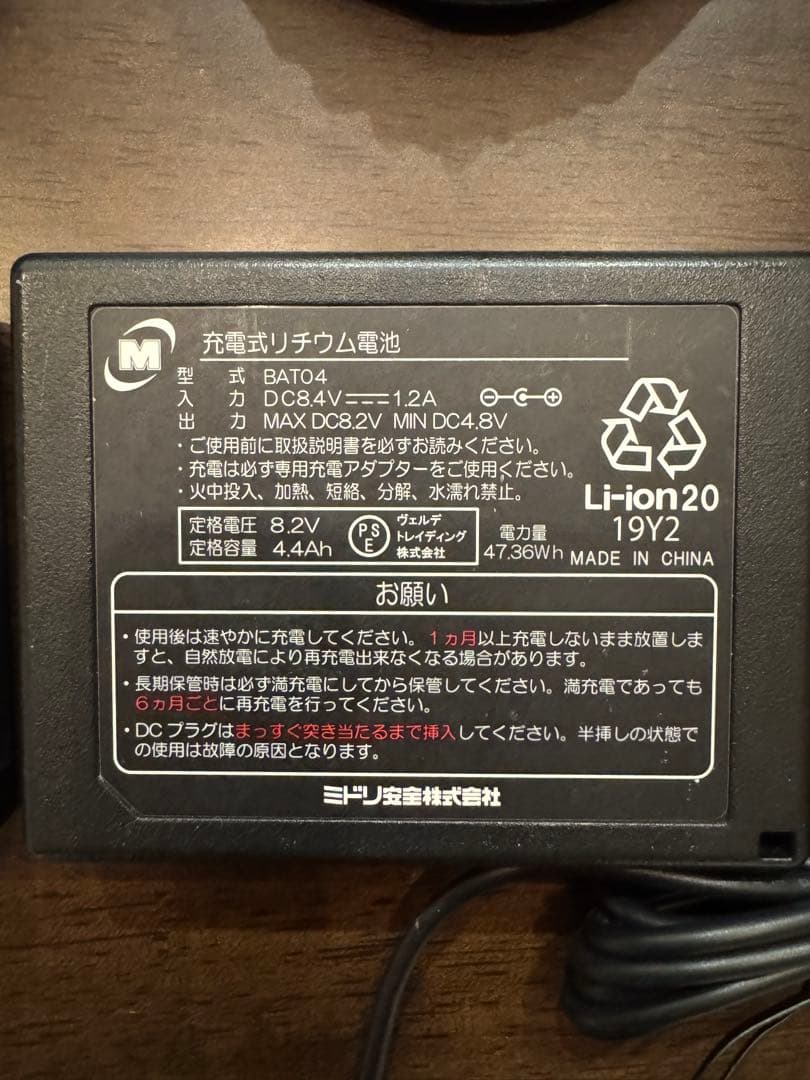 M
充電式リチウム電池
型 式 BAT04
入 力 DC8.4V⎓1.2A
出 力 MAX DC8.2V MIN DC4.8V
・ご使用前に取扱説明書を必ずお読みください。
・充電は必ず専用充電アダプターをご使用ください。
・火中投入、加熱、短絡、分解、水濡れ禁止。
Li-ion20
19Y2
MADE IN CHINA
定格電圧 8.2V
定格容量 4.4Ah
PSE
ヴェルデ
トレイディング
株式会社
電力量
47.36Wh
お願い
・使用後は速やかに充電してください。1ヵ月以上充電しないまま放置しま
すと、自然放電により再充電出来なくなる場合があります。
・長期保管時は必ず満充電にしてから保管してください。満充電であっても
6ヵ月ごとに再充電を行ってください。
・DCプラグはまっすぐ突き当たるまで挿入してください。半挿しの状態で
の使用は故障の原因となります。
ミドリ安全株式会社